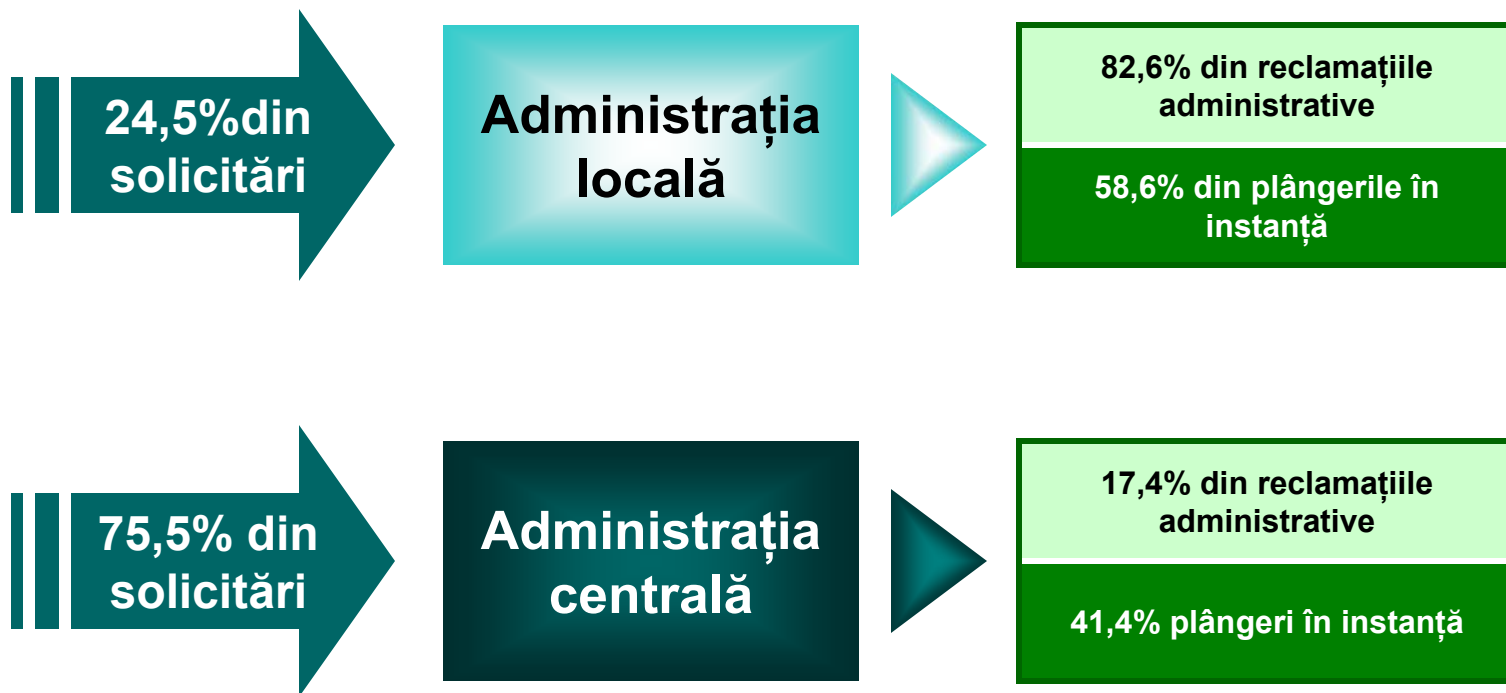 24,5%din
solicitări
Administrația
locală
82,6% din reclamațiile
administrative
58,6% din plângerile în
instanță
75,5% din
solicitări
Administrația
centrală
17,4% din reclamațiile
administrative
41,4% plângeri în instanță